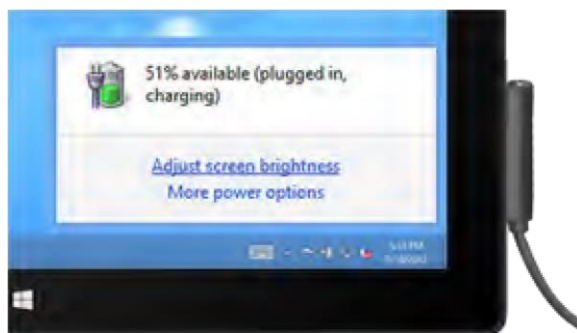 51% available (plugged in,
charging)
Adjust screen brightness
More power options